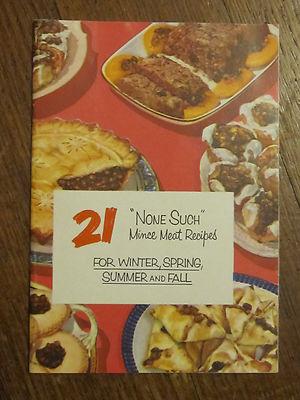 21 "NONE SUCH"
Mince Meat Recipes
FOR WINTER, SPRING,
SUMMER AND FALL